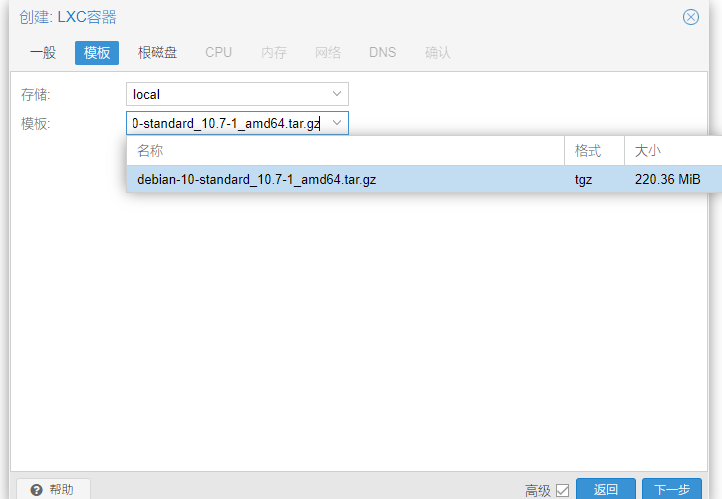 创建: LXC容器
一般 模板 根磁盘 CPU 内存 网络 DNS 确认
存储: local
模板: 0-standard_10.7-1_amd64.tar.gz
名称 格式 大小
debian-10-standard_10.7-1_amd64.tar.gz tgz 220.36 MiB
帮助 高级 返回 下一步